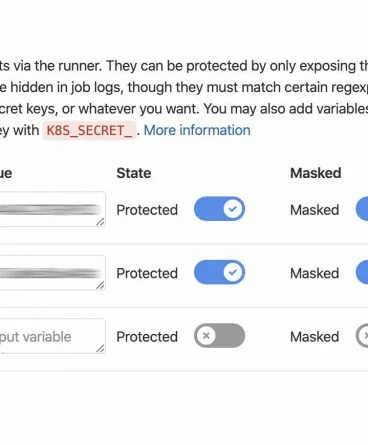 ts via the runner. They can be protected by only exposing th
e hidden in job logs, though they must match certain regexp
cret keys, or whatever you want. You may also add variables
ey with K8S_SECRET_. More information
ue State Masked
Protected Masked
Protected Masked
put variable Protected Masked